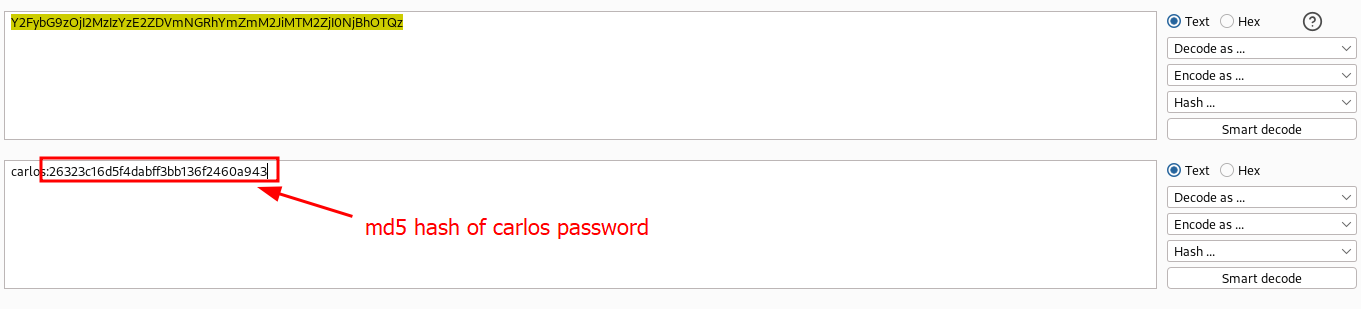 Y2FybG9zOjI2MzIzYzE2ZDVmNGRhYmZmM2JiMTM2ZjI0NjBhOTQz
Text Hex ?
Decode as ...
Encode as ...
Hash ...
Smart decode
carlos:26323c16d5f4dabff3bb136f2460a943
Text Hex
Decode as ...
Encode as ...
Hash ...
Smart decode
md5 hash of carlos password